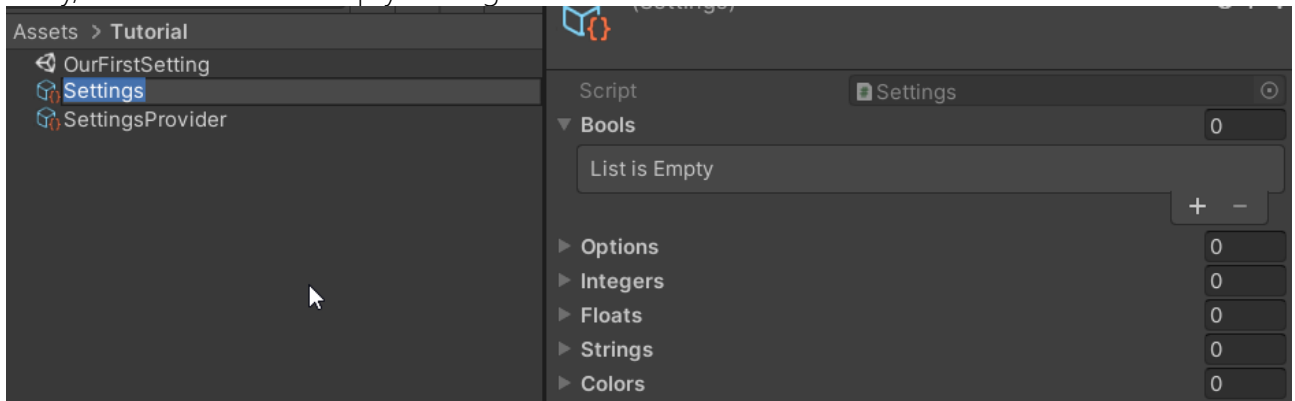 Assets > Tutorial
OurFirstSetting
Settings
SettingsProvider
(Settings)
Script Settings
Bools 0
List is Empty
+ −
Options 0
Integers 0
Floats 0
Strings 0
Colors 0